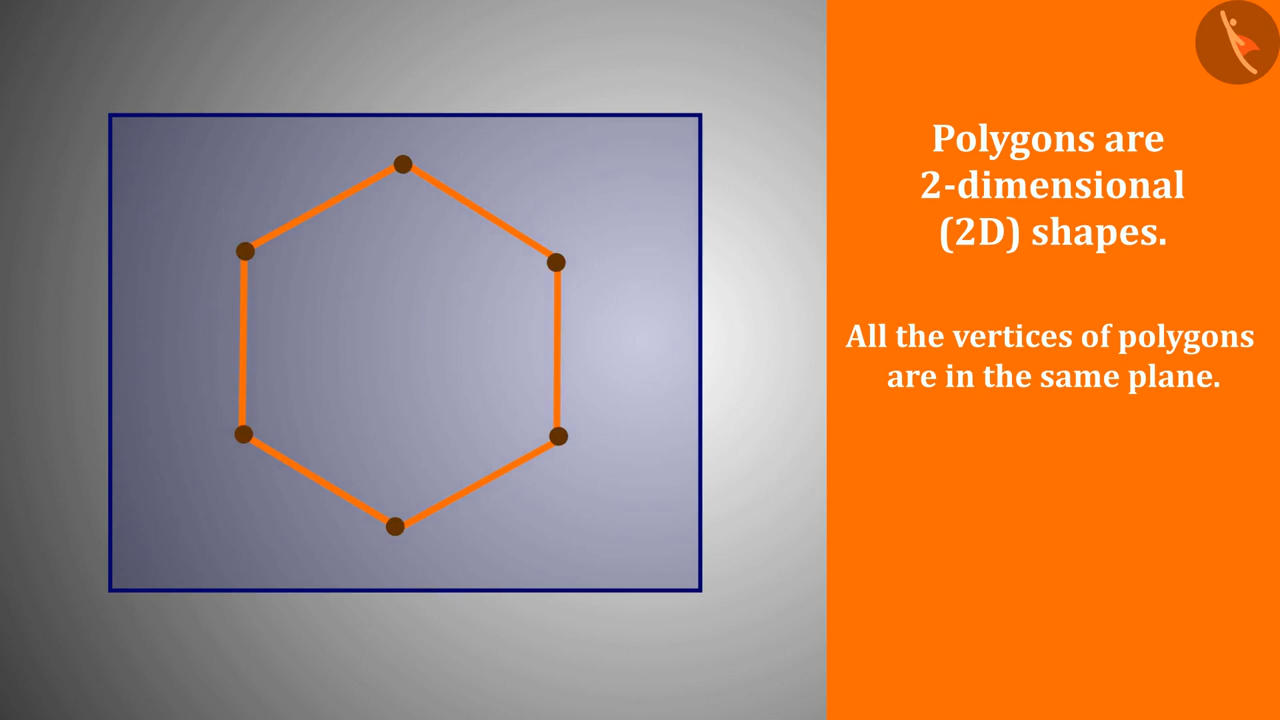 Polygons are
2-dimensional
(2D) shapes.
All the vertices of polygons
are in the same plane.